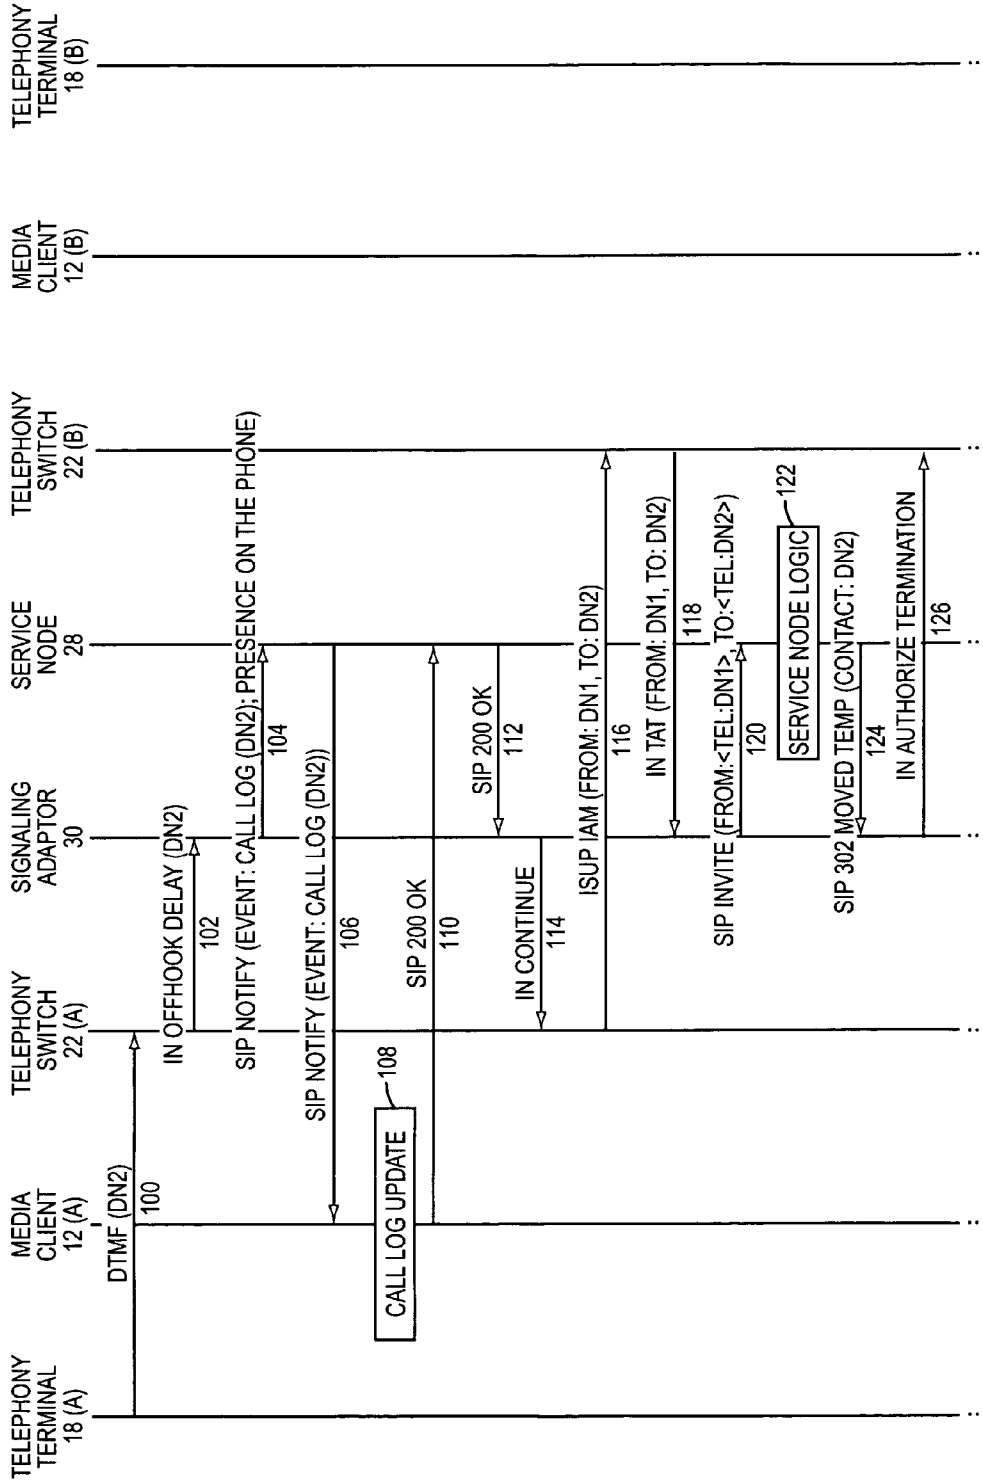 TELEPHONY
TERMINAL
18 (A)
MEDIA
CLIENT
12 (A)
TELEPHONY
SWITCH
22 (A)
SIGNALING
ADAPTOR
30
SERVICE
NODE
28
TELEPHONY
SWITCH
22 (B)
MEDIA
CLIENT
12 (B)
TELEPHONY
TERMINAL
18 (B)
DTMF (DN2)
100
IN OFFHOOK DELAY (DN2)
102
SIP NOTIFY (EVENT: CALL LOG (DN2); PRESENCE ON THE PHONE)
104
SIP NOTIFY (EVENT: CALL LOG (DN2))
106
CALL LOG UPDATE
108
SIP 200 OK
110
SIP 200 OK
112
IN CONTINUE
114
ISUP IAM (FROM: DN1, TO: DN2)
116
IN TAT (FROM: DN1, TO: DN2)
118
SIP INVITE (FROM:<TEL:DN1>, TO:<TEL:DN2>)
120
SERVICE NODE LOGIC
122
SIP 302 MOVED TEMP (CONTACT: DN2)
124
IN AUTHORIZE TERMINATION
126